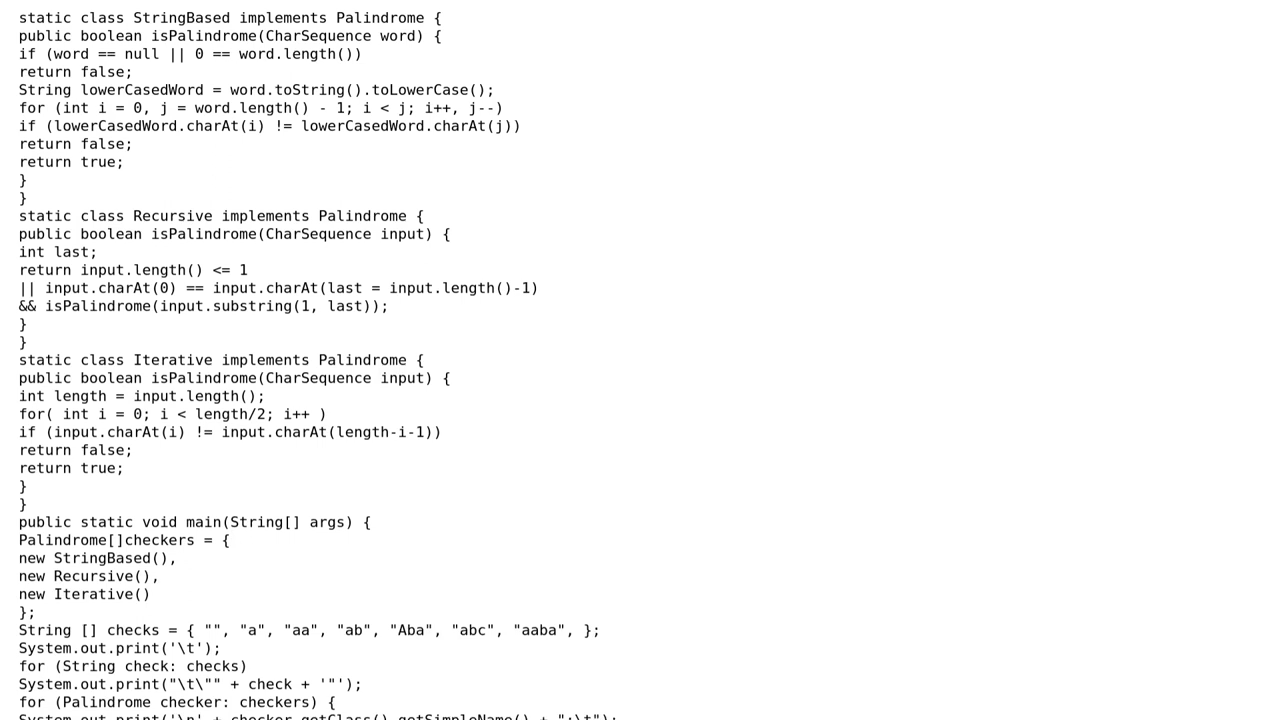 static class StringBased implements Palindrome {
public boolean isPalindrome(CharSequence word) {
if (word == null || 0 == word.length())
return false;
String lowerCasedWord = word.toString().toLowerCase();
for (int i = 0, j = word.length() - 1; i < j; i++, j--)
if (lowerCasedWord.charAt(i) != lowerCasedWord.charAt(j))
return false;
return true;
}
}
static class Recursive implements Palindrome {
public boolean isPalindrome(CharSequence input) {
int last;
return input.length() <= 1
|| input.charAt(0) == input.charAt(last = input.length()-1)
&& isPalindrome(input.substring(1, last));
}
}
static class Iterative implements Palindrome {
public boolean isPalindrome(CharSequence input) {
int length = input.length();
for( int i = 0; i < length/2; i++ )
if (input.charAt(i) != input.charAt(length-i-1))
return false;
return true;
}
}
public static void main(String[] args) {
Palindrome[]checkers = {
new StringBased(),
new Recursive(),
new Iterative()
};
String [] checks = { "", "a", "aa", "ab", "Aba", "abc", "aaba", };
System.out.print('\t');
for (String check: checks)
System.out.print("\t\"" + check + '"');
for (Palindrome checker: checkers) {
System.out.print('\n' + checker.getClass().getSimpleName() + ":\t");